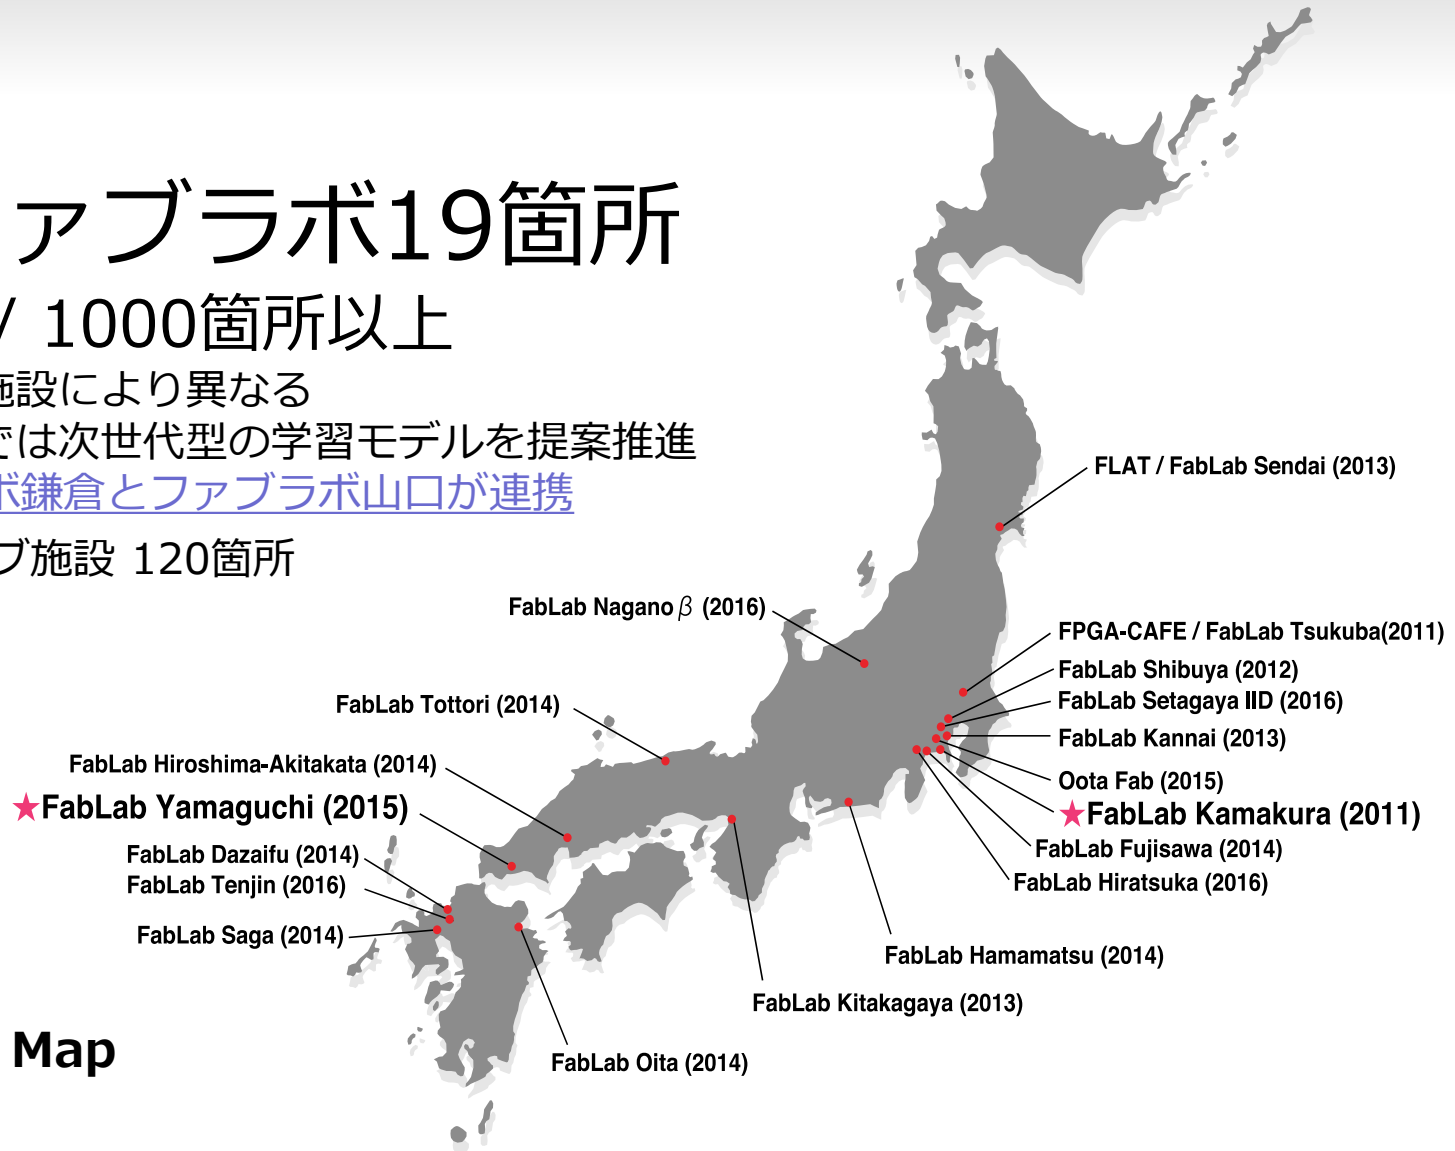 ァブラボ19箇所
/ 1000箇所以上
施設により異なる
では次世代型の学習モデルを提案推進
ボ鎌倉とファブラボ山口が連携
ブ施設 120箇所
FLAT / FabLab Sendai (2013)
FabLab Nagano β (2016)
FPGA-CAFE / FabLab Tsukuba(2011)
FabLab Shibuya (2012)
FabLab Setagaya IID (2016)
FabLab Kannai (2013)
Oota Fab (2015)
★FabLab Kamakura (2011)
FabLab Fujisawa (2014)
FabLab Hiratsuka (2016)
FabLab Tottori (2014)
FabLab Hiroshima-Akitakata (2014)
★FabLab Yamaguchi (2015)
FabLab Dazaifu (2014)
FabLab Tenjin (2016)
FabLab Saga (2014)
FabLab Hamamatsu (2014)
FabLab Kitakagaya (2013)
FabLab Oita (2014)
Map